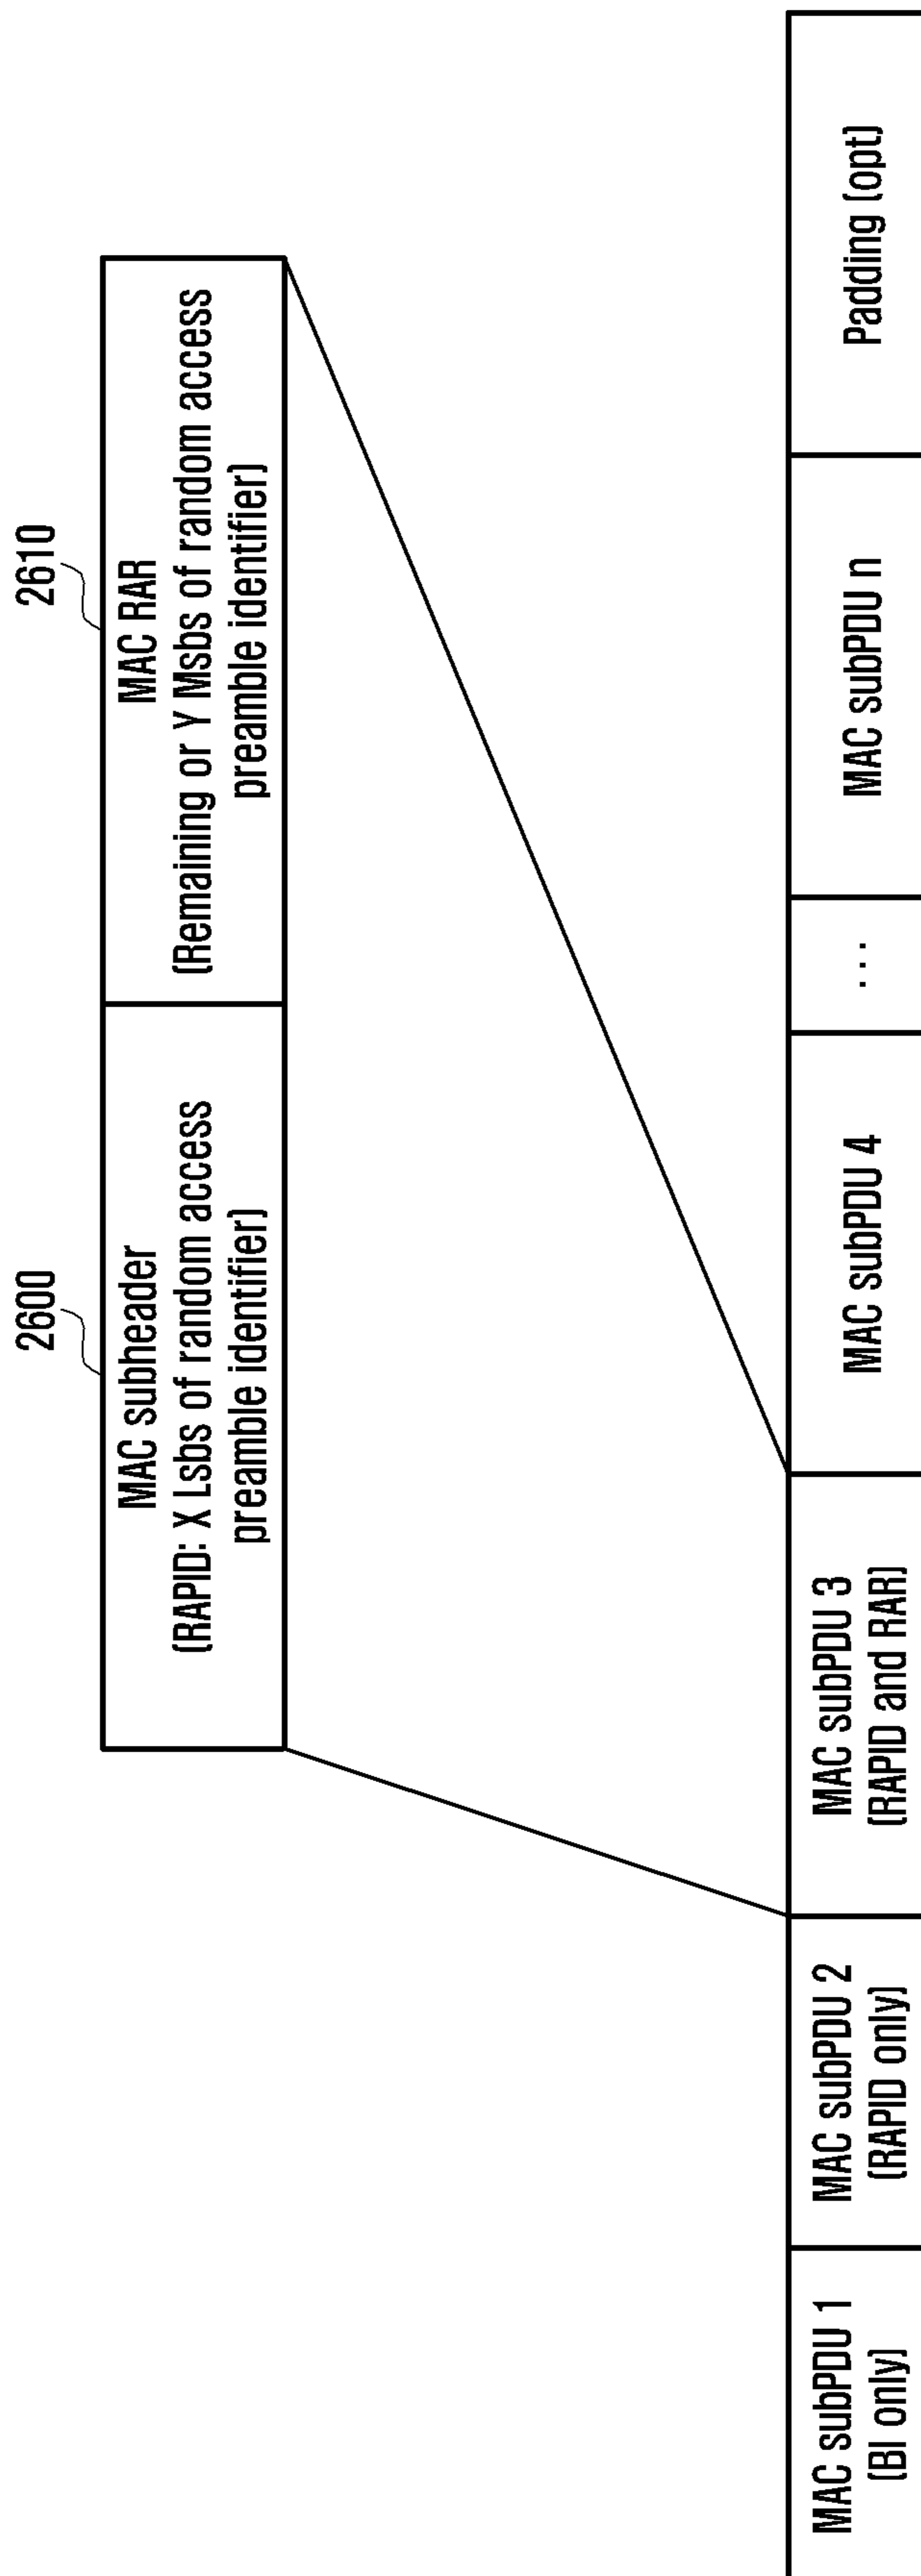 2600
2610
MAC subheader
(RAPID: X Lsbs of random access
preamble identifier)
MAC RAR
(Remaining or Y Msbs of random access
preamble identifier)
MAC subPDU 1
(BI only)
MAC subPDU 2
(RAPID only)
MAC subPDU 3
(RAPID and RAR)
MAC subPDU 4
...
MAC subPDU n
Padding (opt)